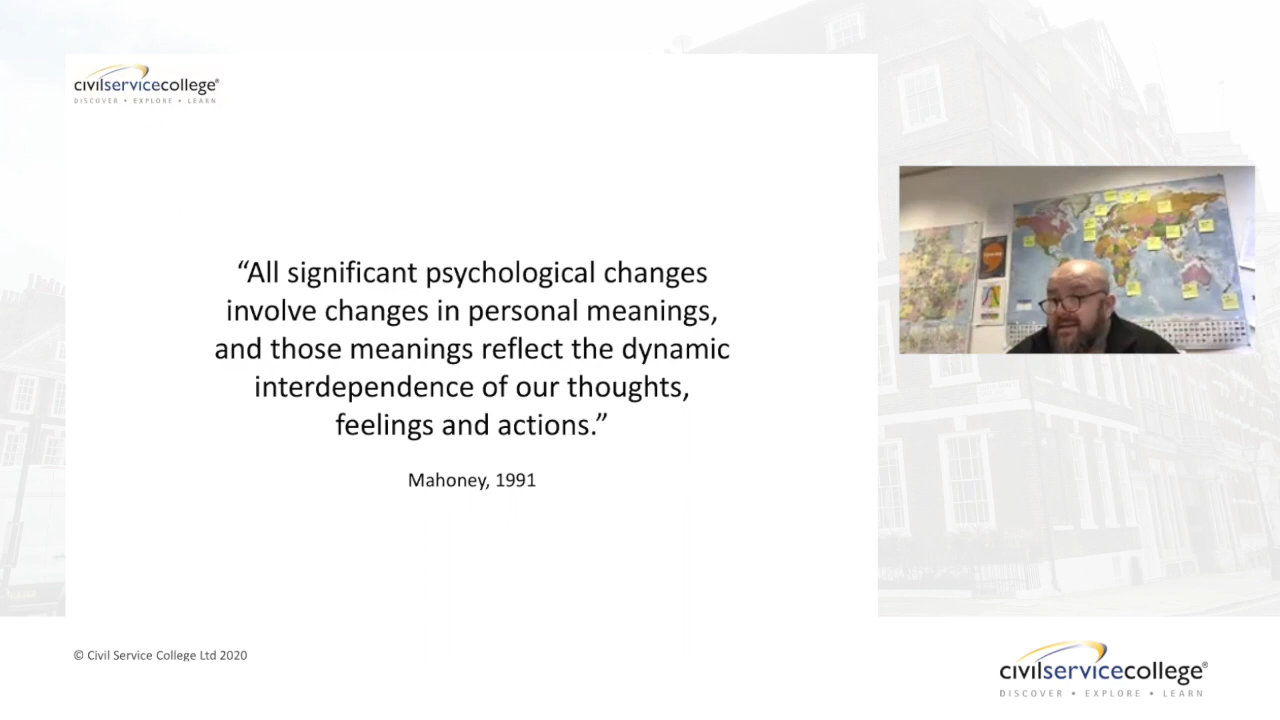 civilservicecollege®
DISCOVER • EXPLORE • LEARN
“All significant psychological changes
involve changes in personal meanings,
and those meanings reflect the dynamic
interdependence of our thoughts,
feelings and actions.”
Mahoney, 1991
© Civil Service College Ltd 2020
civilservicecollege®
DISCOVER • EXPLORE • LEARN